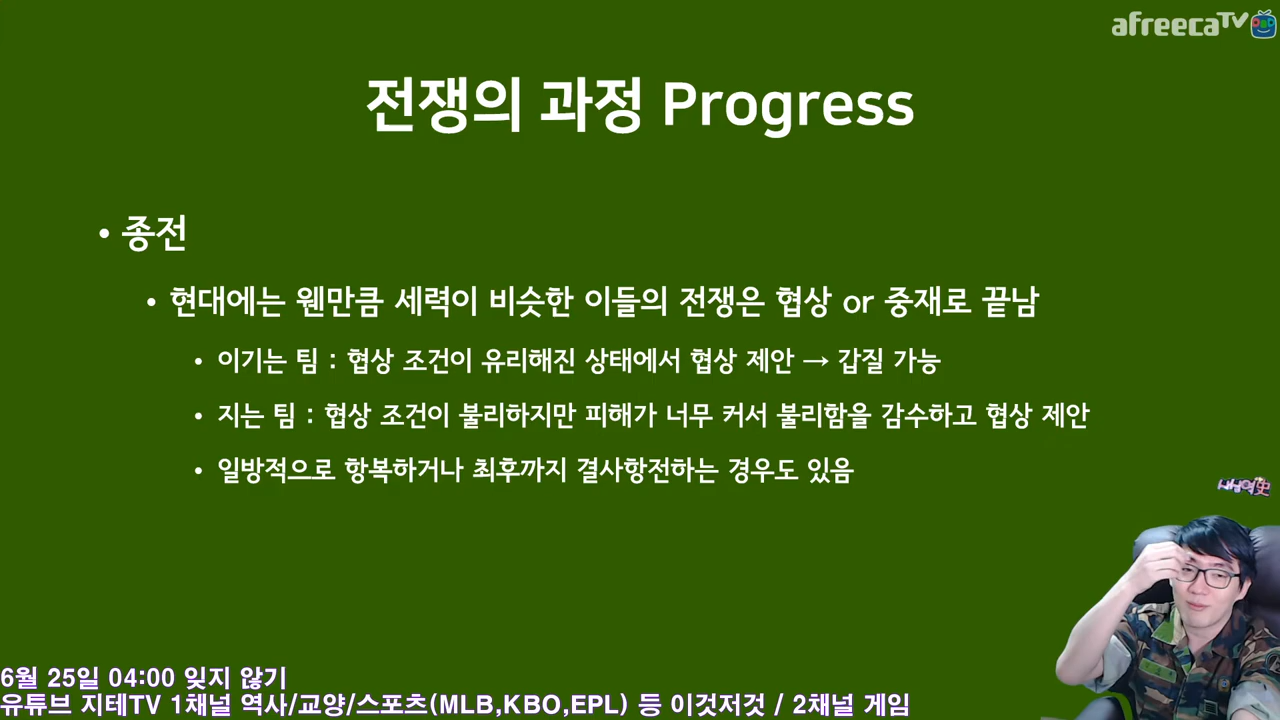 afreecaTV
전쟁의 과정 Progress
• 종전
• 현대에는 웬만큼 세력이 비슷한 이들의 전쟁은 협상 or 중재로 끝남
• 이기는 팀 : 협상 조건이 유리해진 상태에서 협상 제안 → 갑질 가능
• 지는 팀 : 협상 조건이 불리하지만 피해가 너무 커서 불리함을 감수하고 협상 제안
• 일방적으로 항복하거나 최후까지 결사항전하는 경우도 있음
6월 25일 04:00 잊지 않기
유튜브 지테TV 1채널 역사/교양/스포츠(MLB,KBO,EPL) 등 이것저것 / 2채널 게임